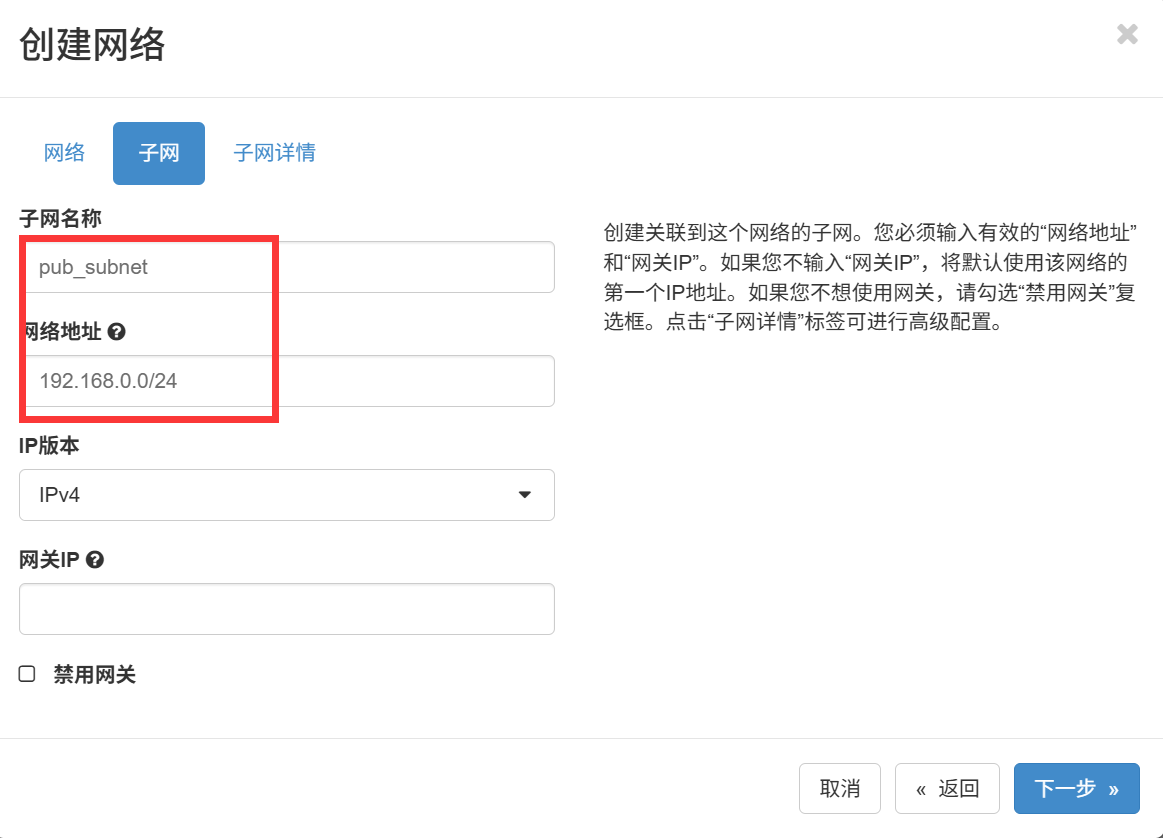 创建网络
网络 子网 子网详情
子网名称
pub_subnet
网络地址
192.168.0.0/24
IP版本
IPv4
网关IP
禁用网关
创建关联到这个网络的子网。您必须输入有效的“网络地址”
和“网关IP”。如果您不输入“网关IP”，将默认使用该网络的
第一个IP地址。如果您不想使用网关，请勾选“禁用网关”复
选框。点击“子网详情”标签可进行高级配置。
取消 « 返回 下一步 »